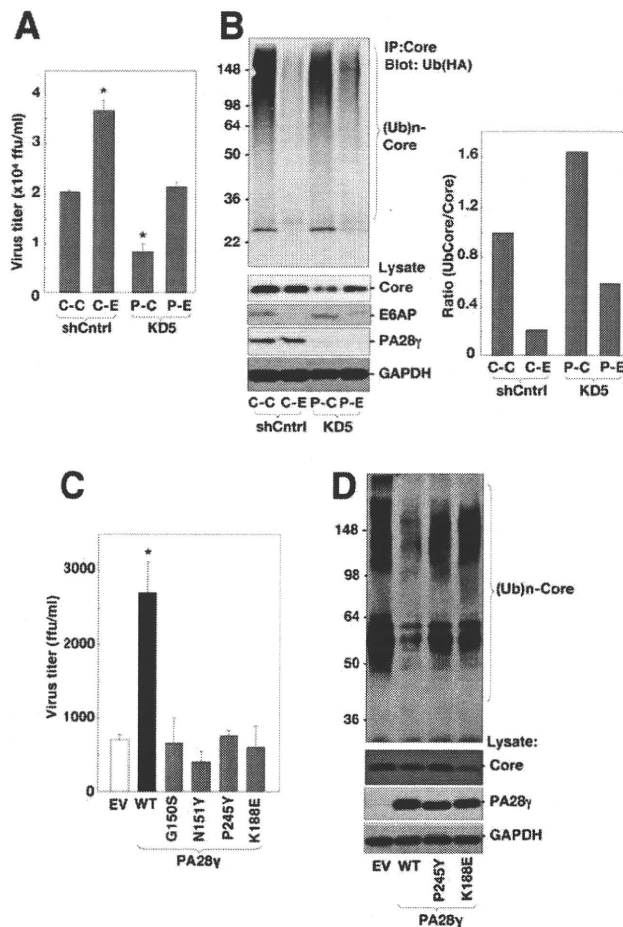 A
Virus titer (x10⁴ ffu/ml)
4
3
2
1
0
*
*
C-C C-E P-C P-E
shCntrl KD5
B
IP:Core
Blot: Ub(HA)
148
98
64
50
36
22
(Ub)n-
Core
Lysate
Core
E6AP
PA28γ
GAPDH
C-C C-E P-C P-E
shCntrl KD5
Ratio (UbCore/Core)
1.6
1.2
0.8
0.4
0
C-C C-E P-C P-E
shCntrl KD5
C
Virus titer (ffu/ml)
3000
2000
1000
0
*
EV WT G150S N151Y P245Y K188E
PA28γ
D
148
98
64
50
36
(Ub)n-Core
Lysate:
Core
PA28γ
GAPDH
EV WT P245Y K188E
PA28γ